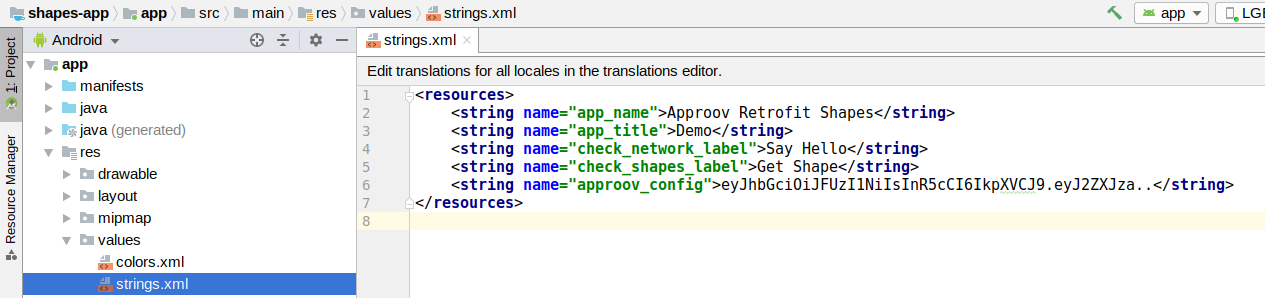 shapes-app app src main res values strings.xml app LGE
1: Project
Resource Manager
Android
app
manifests
java
java (generated)
res
drawable
layout
mipmap
values
colors.xml
strings.xml
strings.xml
Edit translations for all locales in the translations editor.
1 <resources>
2 <string name="app_name">Approov Retrofit Shapes</string>
3 <string name="app_title">Demo</string>
4 <string name="check_network_label">Say Hello</string>
5 <string name="check_shapes_label">Get Shape</string>
6 <string name="approov_config">eyJhbGciOiJFUzI1NiIsInR5cCI6IkpXVCJ9.eyJ2ZXJza..</string>
7 </resources>
8